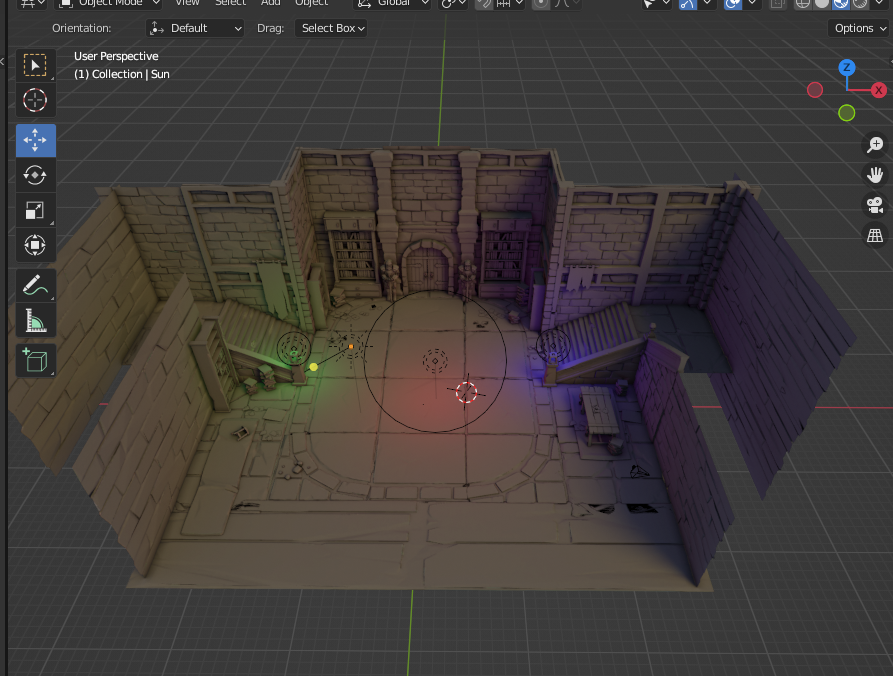 Object Mode View Select Add Object Global
Orientation: Default Drag: Select Box Options
User Perspective
(1) Collection | Sun
Z
X